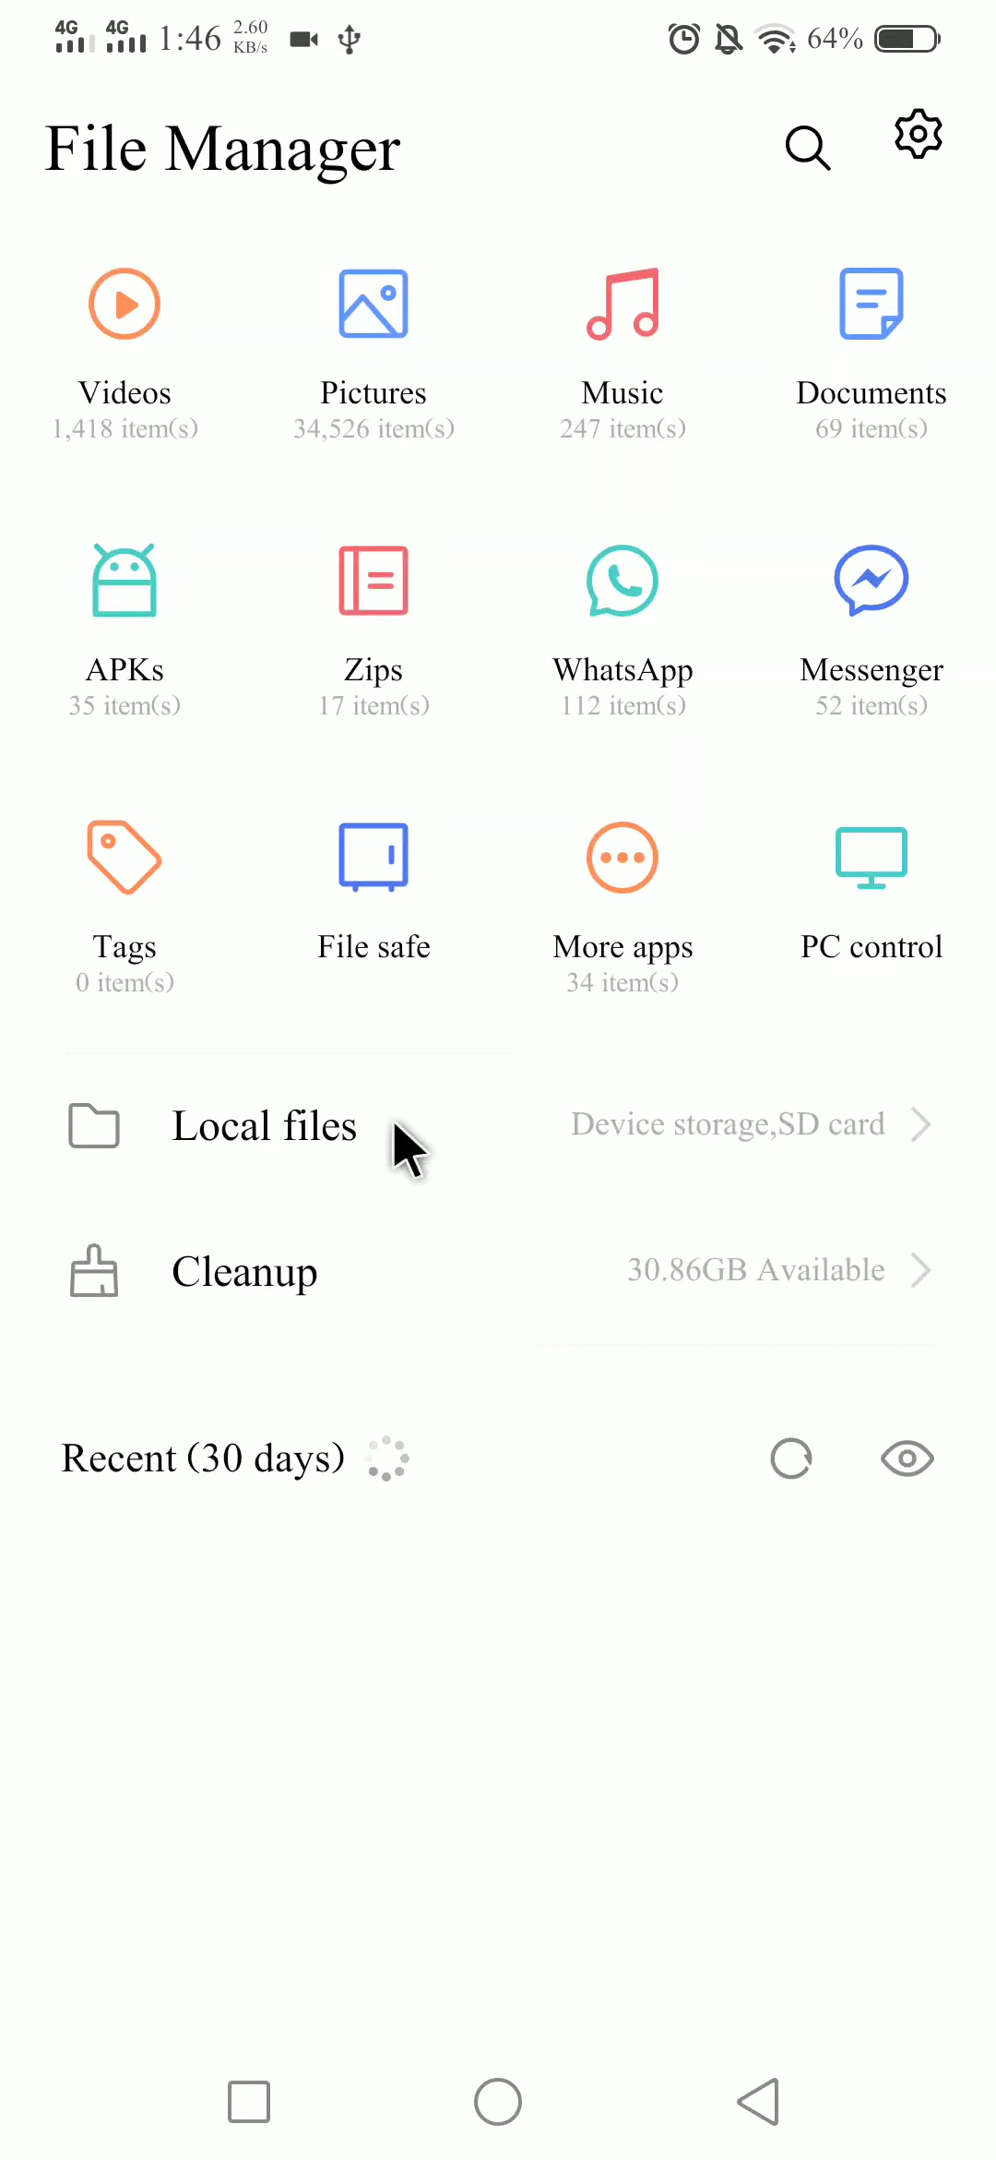 4G 4G 1:46 2.60 KB/s 64%
File Manager
Videos Pictures Music Documents
1,418 item(s) 34,526 item(s) 247 item(s) 69 item(s)
APKs Zips WhatsApp Messenger
35 item(s) 17 item(s) 112 item(s) 52 item(s)
Tags File safe More apps PC control
0 item(s) 34 item(s)
Local files Device storage,SD card
Cleanup 30.86GB Available
Recent (30 days)